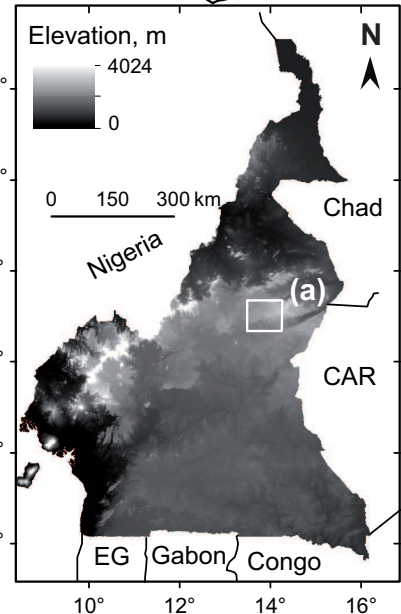 Elevation, m
N
4024
0
0 150 300 km
Chad
Nigeria
(a)
CAR
EG Gabon Congo
10° 12° 14° 16°